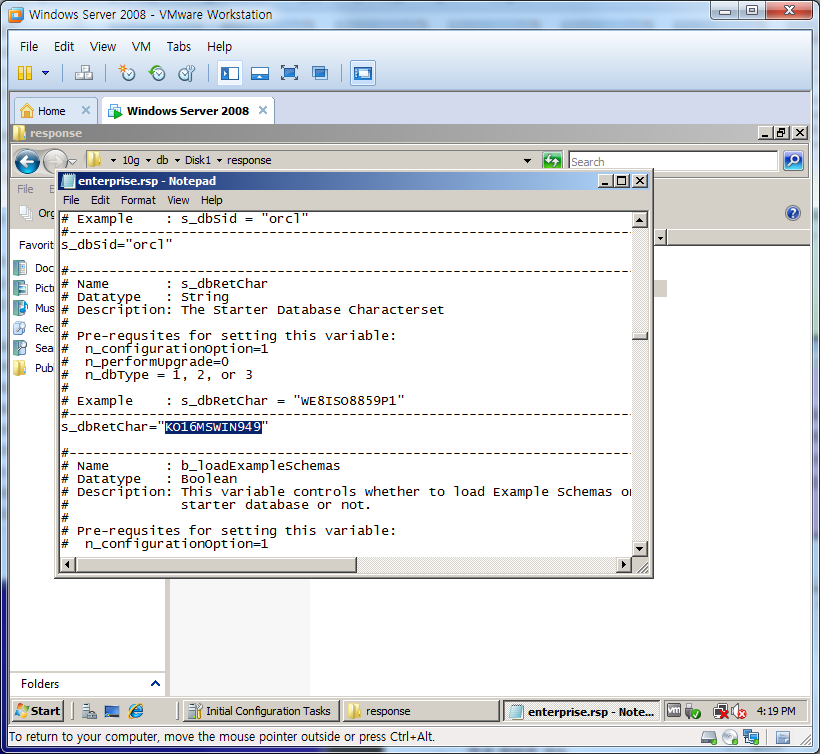 Windows Server 2008 - VMware Workstation
File Edit View VM Tabs Help
Home Windows Server 2008
response
10g db Disk1 response Search
File
Org
Favorit
Doc
Pict
Mus
Rec
Sea
Pub
enterprise.rsp - Notepad
File Edit Format View Help
# Example    : s_dbSid = "orcl"
#------------------------------------------------------------------------
s_dbSid="orcl"
#------------------------------------------------------------------------
# Name       : s_dbRetChar
# Datatype   : String
# Description: The Starter Database Characterset
#
# Pre-requsites for setting this variable:
#  n_configurationOption=1
#  n_performUpgrade=0
#  n_dbType = 1, 2, or 3
#
# Example    : s_dbRetChar = "WE8ISO8859P1"
#------------------------------------------------------------------------
s_dbRetChar="KO16MSWIN949"
#------------------------------------------------------------------------
# Name       : b_loadExampleSchemas
# Datatype   : Boolean
# Description: This variable controls whether to load Example Schemas on
#              starter database or not.
#
# Pre-requsites for setting this variable:
#  n_configurationOption=1
Folders
Start Initial Configuration Tasks response enterprise.rsp - Note... 4:19 PM
To return to your computer, move the mouse pointer outside or press Ctrl+Alt.